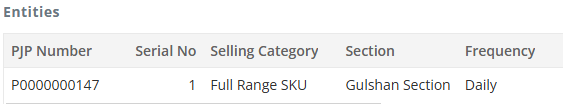 Entities
PJP Number Serial No Selling Category Section Frequency
P0000000147 1 Full Range SKU Gulshan Section Daily